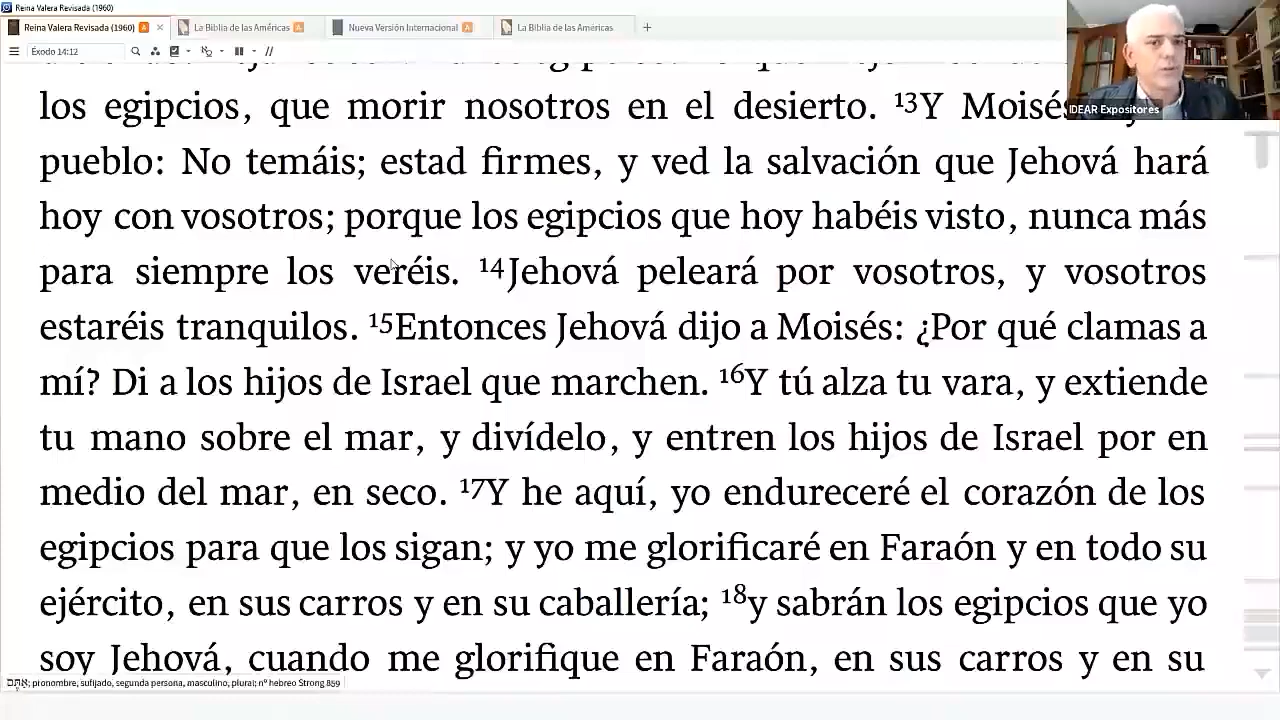 Reina Valera Revisada (1960)
Reina Valera Revisada (1960) A × La Biblia de las Américas A Nueva Versión Internacional A La Biblia de las Américas +
Éxodo 14:12
IDEAR Expositores
los egipcios, que morir nosotros en el desierto. ¹³Y Moisés
pueblo: No temáis; estad firmes, y ved la salvación que Jehová hará
hoy con vosotros; porque los egipcios que hoy habéis visto, nunca más
para siempre los veréis. ¹⁴Jehová peleará por vosotros, y vosotros
estaréis tranquilos. ¹⁵Entonces Jehová dijo a Moisés: ¿Por qué clamas a
mí? Di a los hijos de Israel que marchen. ¹⁶Y tú alza tu vara, y extiende
tu mano sobre el mar, y divídelo, y entren los hijos de Israel por en
medio del mar, en seco. ¹⁷Y he aquí, yo endureceré el corazón de los
egipcios para que los sigan; y yo me glorificaré en Faraón y en todo su
ejército, en sus carros y en su caballería; ¹⁸y sabrán los egipcios que yo
soy Jehová, cuando me glorifique en Faraón, en sus carros y en su
pronombre, sufijado, segunda persona, masculino, plural; nº hebreo Strong 859